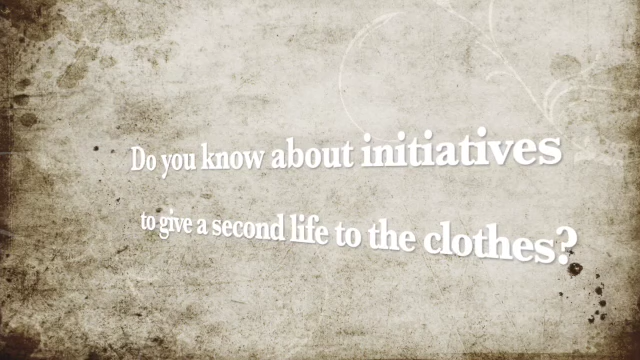 Do you know about initiatives
to give a second life to the clothes?